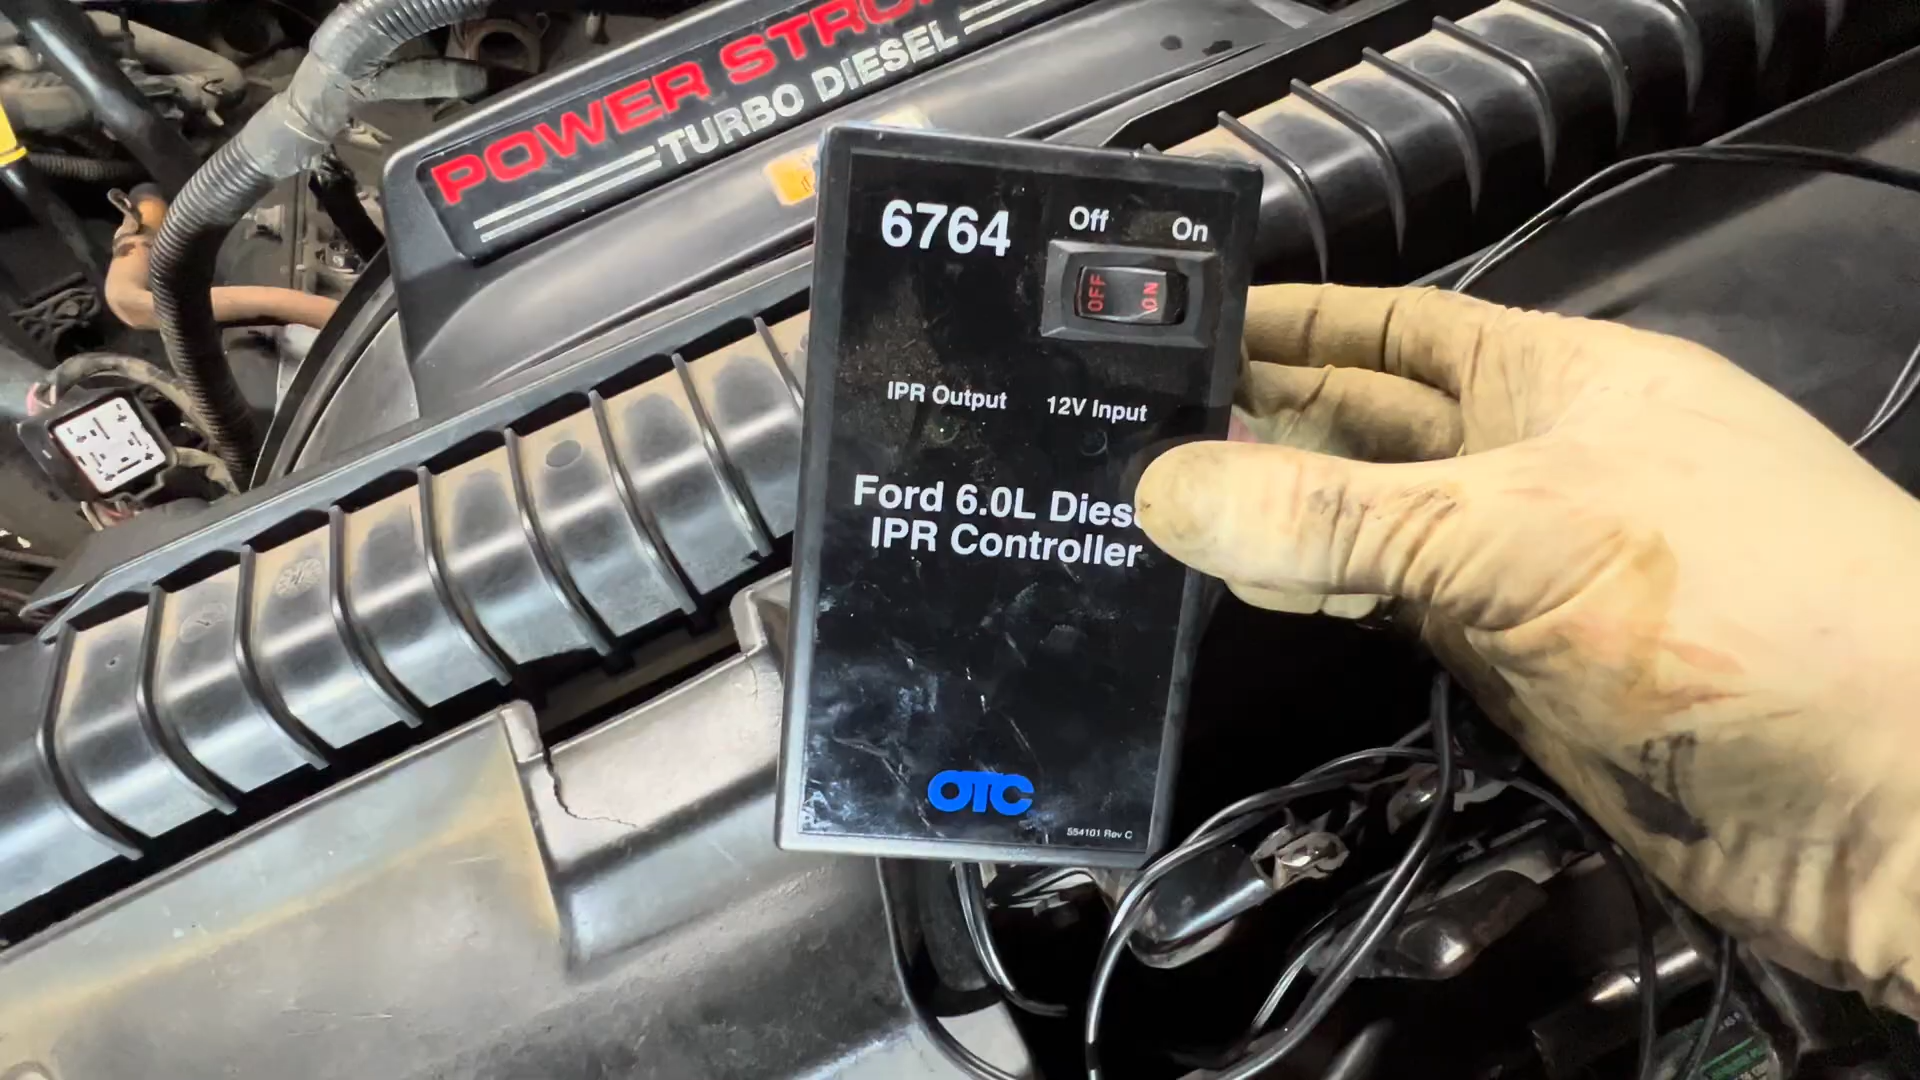 POWER STRO
TURBO DIESEL
6764
Off
On
OFF
ON
IPR Output
12V Input
Ford 6.0L Diese
IPR Controller
OTC
554101 Rev C